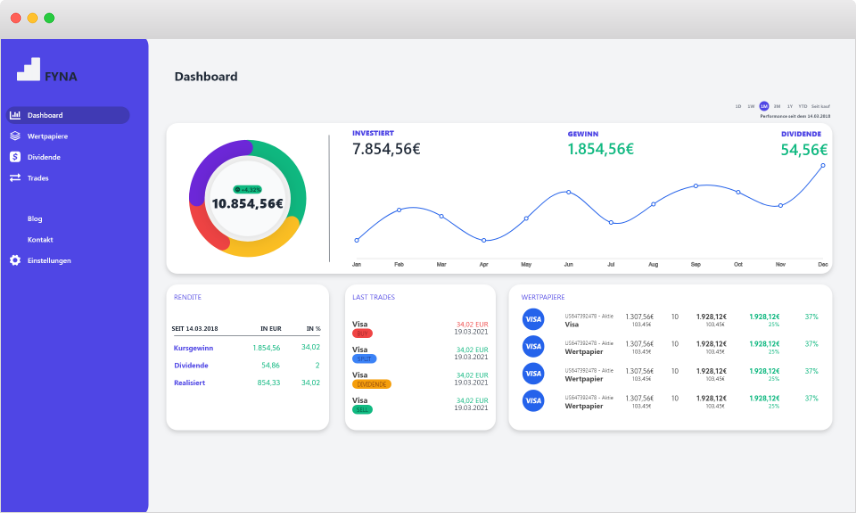 FYNA
Dashboard
Wertpapiere
Dividende
Trades
Blog
Kontakt
Einstellungen
Dashboard
1D 1W 1M 3M 1Y YTD Seit kauf
Performance seit dem 14.03.2018
+4,32%
10.854,56€
INVESTIERT
7.854,56€
GEWINN
1.854,56€
DIVIDENDE
54,56€
Jan Feb Mar Apr May Jun Jul Aug Sep Oct Nov Dec
RENDITE
SEIT 14.03.2018 IN EUR IN %
Kursgewinn 1.854,56 34,02
Dividende 54,86 2
Realisiert 854,33 34,02
LAST TRADES
Visa 34,02 EUR
BUY 19.03.2021
Visa 34,02 EUR
SPLIT 19.03.2021
Visa 34,02 EUR
DIVIDENDE 19.03.2021
Visa 34,02 EUR
SELL 19.03.2021
WERTPAPIERE
VISA US647392478 - Aktie 1.307,56€ 10 1.928,12€ 1.928,12€ 37%
Visa 103,45€ 103,45€ 25%
VISA US647392478 - Aktie 1.307,56€ 10 1.928,12€ 1.928,12€ 37%
Wertpapier 103,45€ 103,45€ 25%
VISA US647392478 - Aktie 1.307,56€ 10 1.928,12€ 1.928,12€ 37%
Wertpapier 103,45€ 103,45€ 25%
VISA US647392478 - Aktie 1.307,56€ 10 1.928,12€ 1.928,12€ 37%
Wertpapier 103,45€ 103,45€ 25%